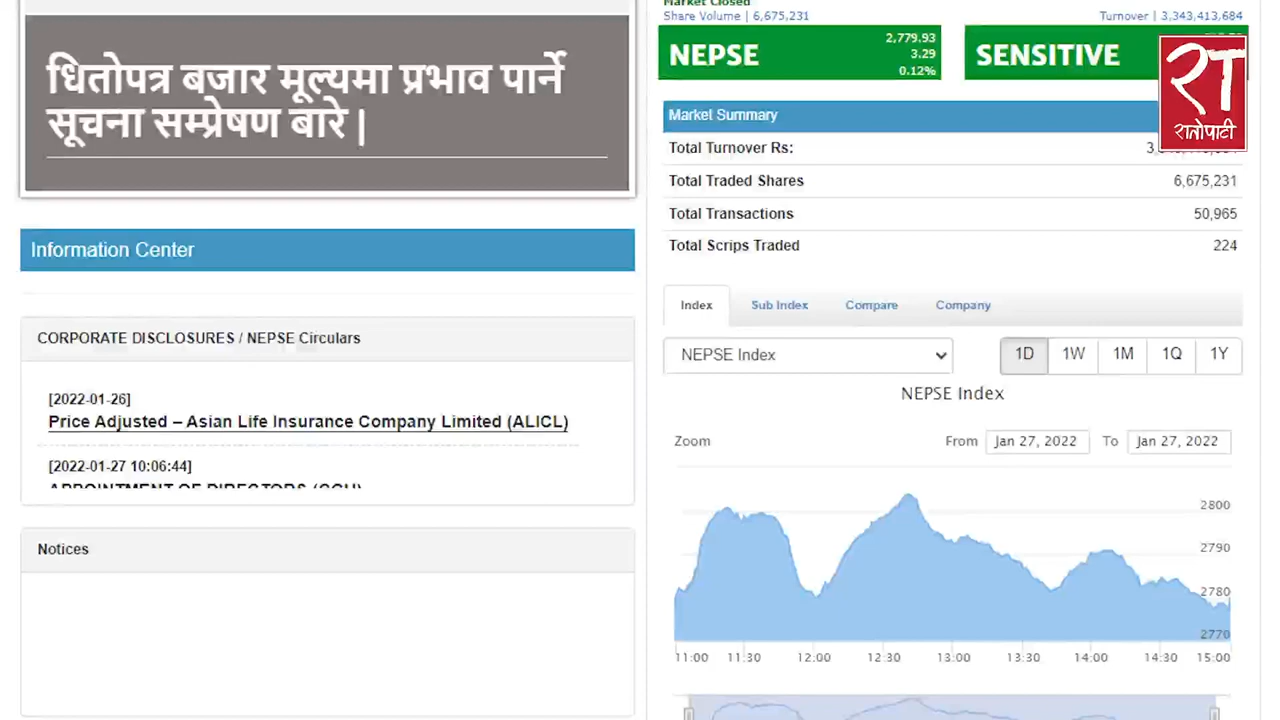 धितोपत्र बजार मूल्यमा प्रभाव पार्ने
सूचना सम्प्रेषण बारे |
Information Center
CORPORATE DISCLOSURES / NEPSE Circulars
[2022-01-26]
Price Adjusted – Asian Life Insurance Company Limited (ALICL)
[2022-01-27 10:06:44]
APPOINTMENT OF DIRECTORS
Notices
Market Closed
Share Volume | 6,675,231 Turnover | 3,343,413,684
NEPSE
2,779.93
3.29
0.12%
SENSITIVE
रा
रातोपाटी
Market Summary
Total Turnover Rs:
Total Traded Shares 6,675,231
Total Transactions 50,965
Total Scrips Traded 224
Index Sub Index Compare Company
NEPSE Index 1D 1W 1M 1Q 1Y
NEPSE Index
Zoom From Jan 27, 2022 To Jan 27, 2022
2800
2790
2780
2770
11:00 11:30 12:00 12:30 13:00 13:30 14:00 14:30 15:00